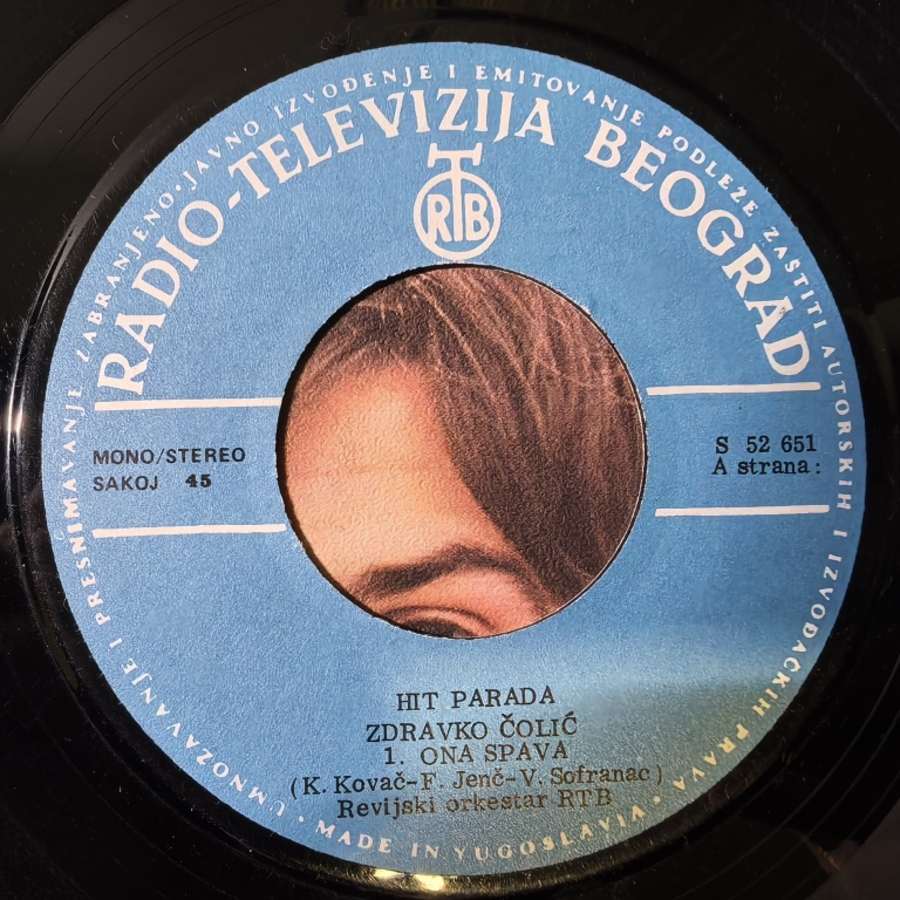 UMNOŽAVANJE I PRESNIMAVANJE ZABRANJENO • JAVNO IZVOĐENJE I EMITOVANJE PODLEŽE ZASTITI AUTORSKIH I IZVOĐAČKIH PRAVA • MADE IN YUGOSLAVIA •
RADIO-TELEVIZIJA BEOGRAD
RTB
MONO/STEREO
SAKOJ 45
S 52 651
A strana:
HIT PARADA
ZDRAVKO ČOLIĆ
1. ONA SPAVA
(K. Kovač-F. Jenč-V. Sofranac)
Revijski orkestar RTB